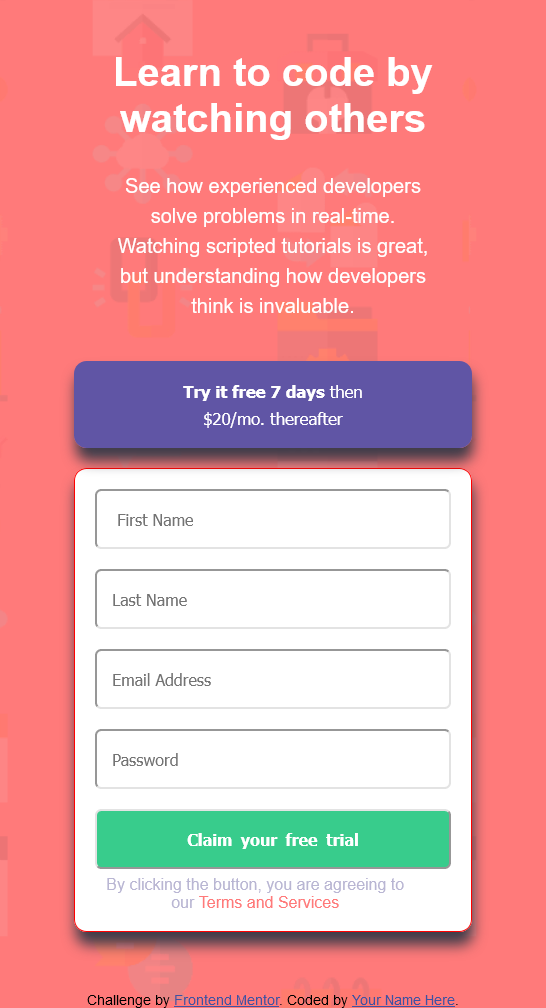 Learn to code by
watching others
See how experienced developers
solve problems in real-time.
Watching scripted tutorials is great,
but understanding how developers
think is invaluable.
Try it free 7 days then
$20/mo. thereafter
First Name
Last Name
Email Address
Password
Claim your free trial
By clicking the button, you are agreeing to
our Terms and Services
Challenge by Frontend Mentor. Coded by Your Name Here.